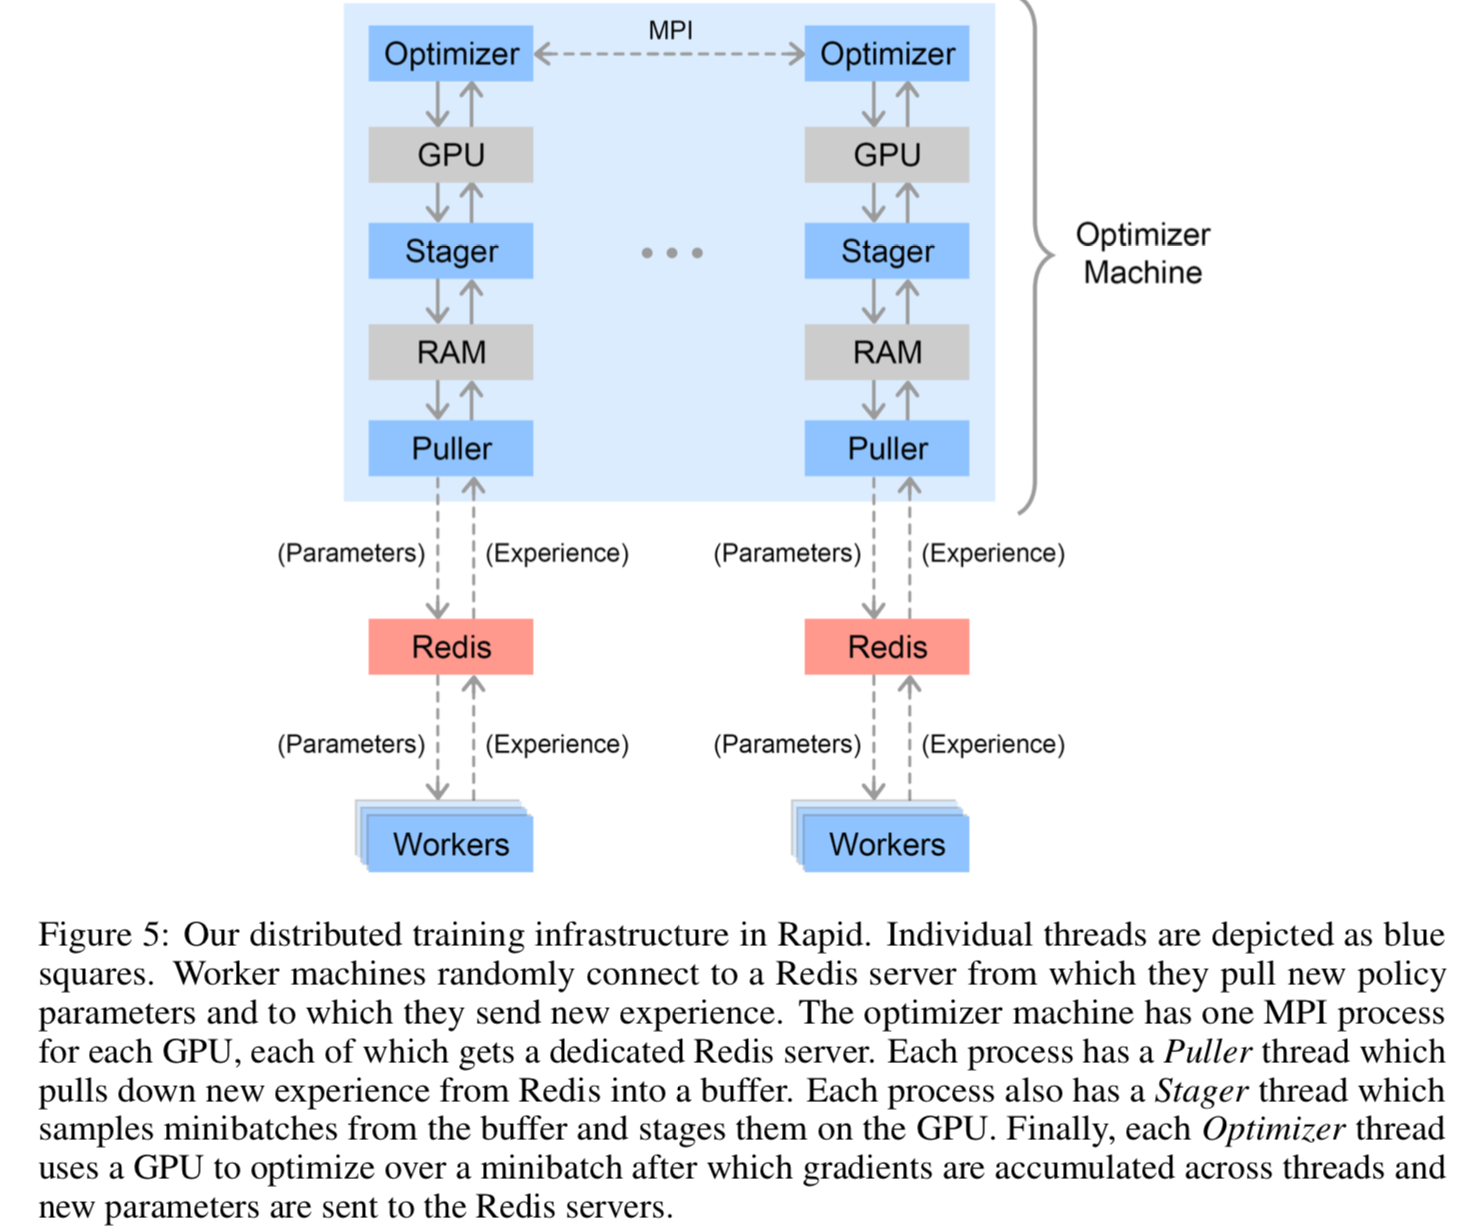 MPI
Optimizer
Optimizer
GPU
GPU
Stager
Stager
Optimizer
Machine
RAM
RAM
Puller
Puller
(Parameters)
(Experience)
(Parameters)
(Experience)
Redis
Redis
(Parameters)
(Experience)
(Parameters)
(Experience)
Workers
Workers
Figure 5: Our distributed training infrastructure in Rapid. Individual threads are depicted as blue
squares. Worker machines randomly connect to a Redis server from which they pull new policy
parameters and to which they send new experience. The optimizer machine has one MPI process
for each GPU, each of which gets a dedicated Redis server. Each process has a Puller thread which
pulls down new experience from Redis into a buffer. Each process also has a Stager thread which
samples minibatches from the buffer and stages them on the GPU. Finally, each Optimizer thread
uses a GPU to optimize over a minibatch after which gradients are accumulated across threads and
new parameters are sent to the Redis servers.